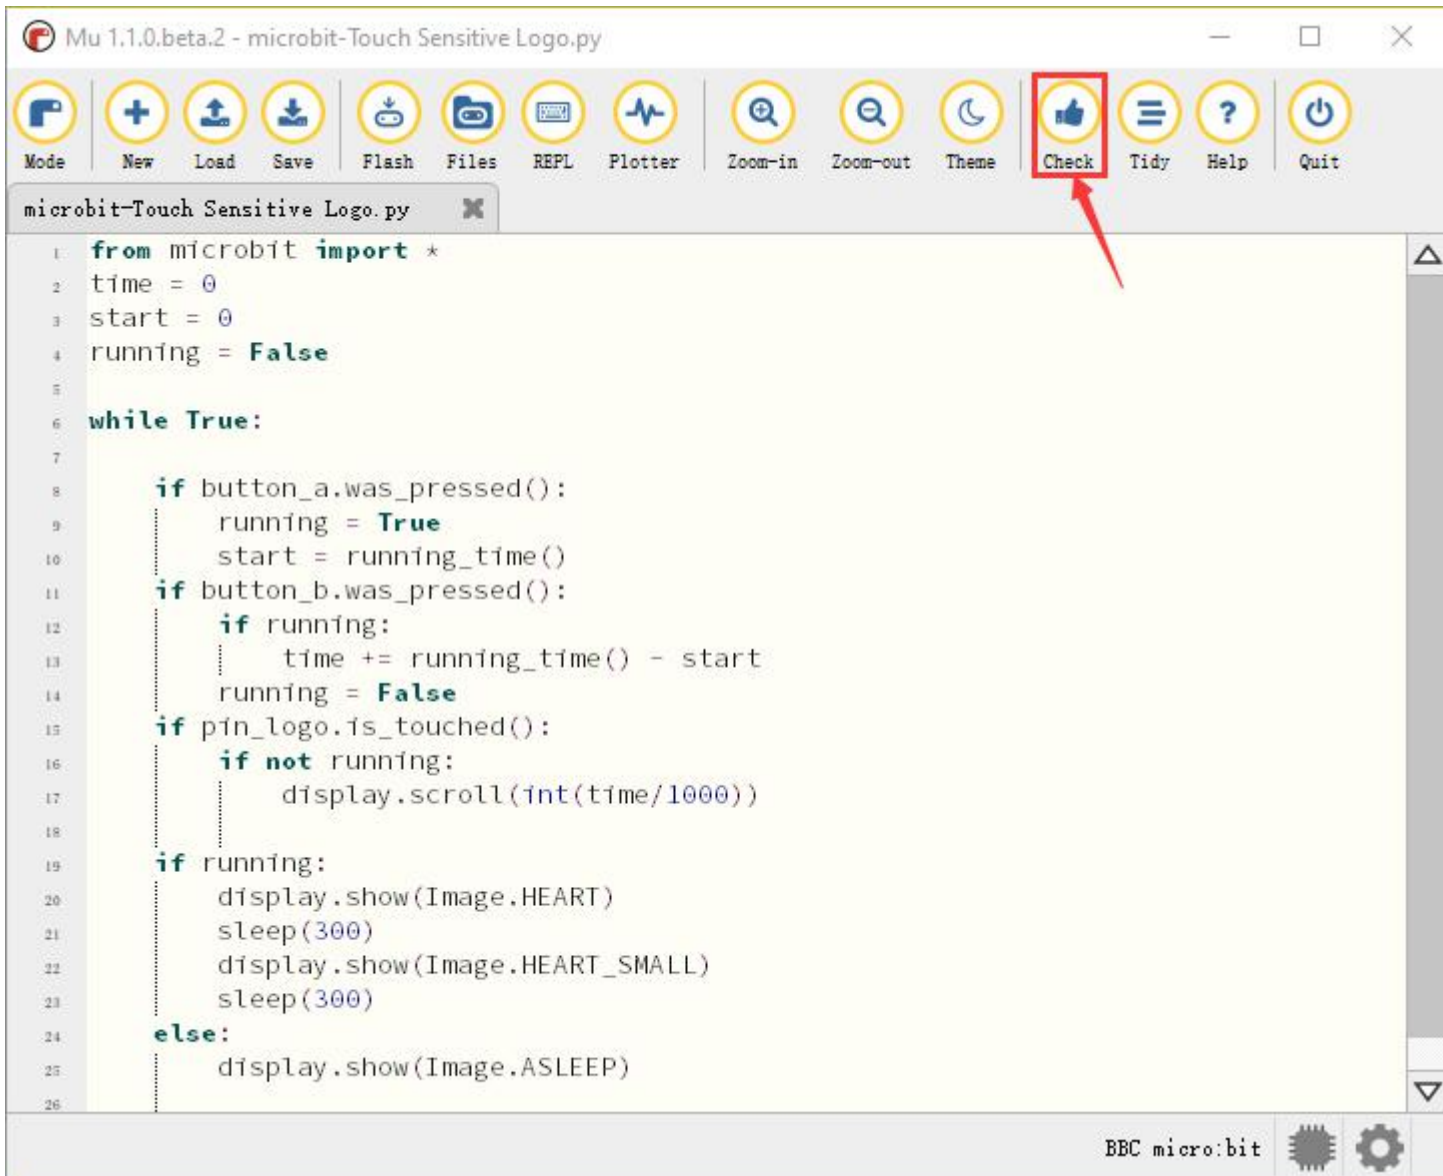 Mu 1.1.0.beta.2 - microbit-Touch Sensitive Logo.py
Mode New Load Save Flash Files REPL Plotter Zoom-in Zoom-out Theme Check Tidy Help Quit
microbit-Touch Sensitive Logo.py
1 from microbit import *
2 time = 0
3 start = 0
4 running = False
5
6 while True:
7
8     if button_a.was_pressed():
9         running = True
10         start = running_time()
11     if button_b.was_pressed():
12         if running:
13             time += running_time() - start
14         running = False
15     if pin_logo.is_touched():
16         if not running:
17             display.scroll(int(time/1000))
18
19     if running:
20         display.show(Image.HEART)
21         sleep(300)
22         display.show(Image.HEART_SMALL)
23         sleep(300)
24     else:
25         display.show(Image.ASLEEP)
26
BBC micro:bit